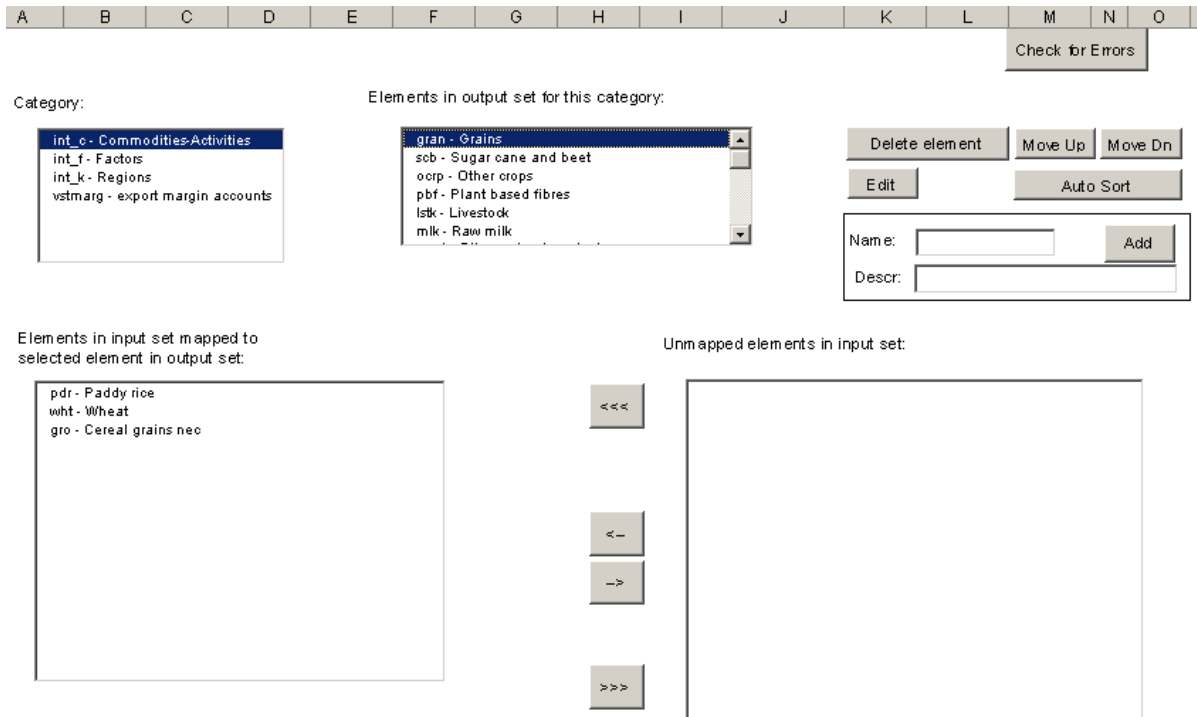 A B C D E F G H I J K L M N O
Check for Errors
Category:
Elements in output set for this category:
int_c - Commodities-Activities
int_f - Factors
int_k - Regions
vstmarg - export margin accounts
gran - Grains
scb - Sugar cane and beet
ocrp - Other crops
pbf - Plant based fibres
lstk - Livestock
mlk - Raw milk
Delete element
Move Up
Move Dn
Edit
Auto Sort
Name:
Add
Descr:
Elements in input set mapped to
selected element in output set:
Unmapped elements in input set:
pdr - Paddy rice
wht - Wheat
gro - Cereal grains nec
<<<
<--
-->
>>>